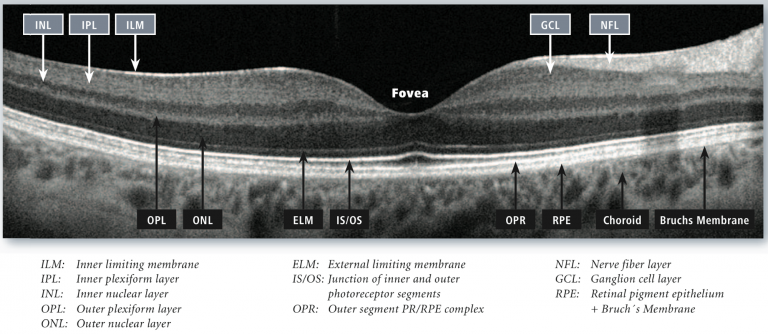 INL IPL ILM GCL NFL
Fovea
OPL ONL ELM IS/OS OPR RPE Choroid Bruchs Membrane
ILM: Inner limiting membrane
IPL: Inner plexiform layer
INL: Inner nuclear layer
OPL: Outer plexiform layer
ONL: Outer nuclear layer
ELM: External limiting membrane
IS/OS: Junction of inner and outer
photoreceptor segments
OPR: Outer segment PR/RPE complex
NFL: Nerve fiber layer
GCL: Ganglion cell layer
RPE: Retinal pigment epithelium
+ Bruch´s Membrane